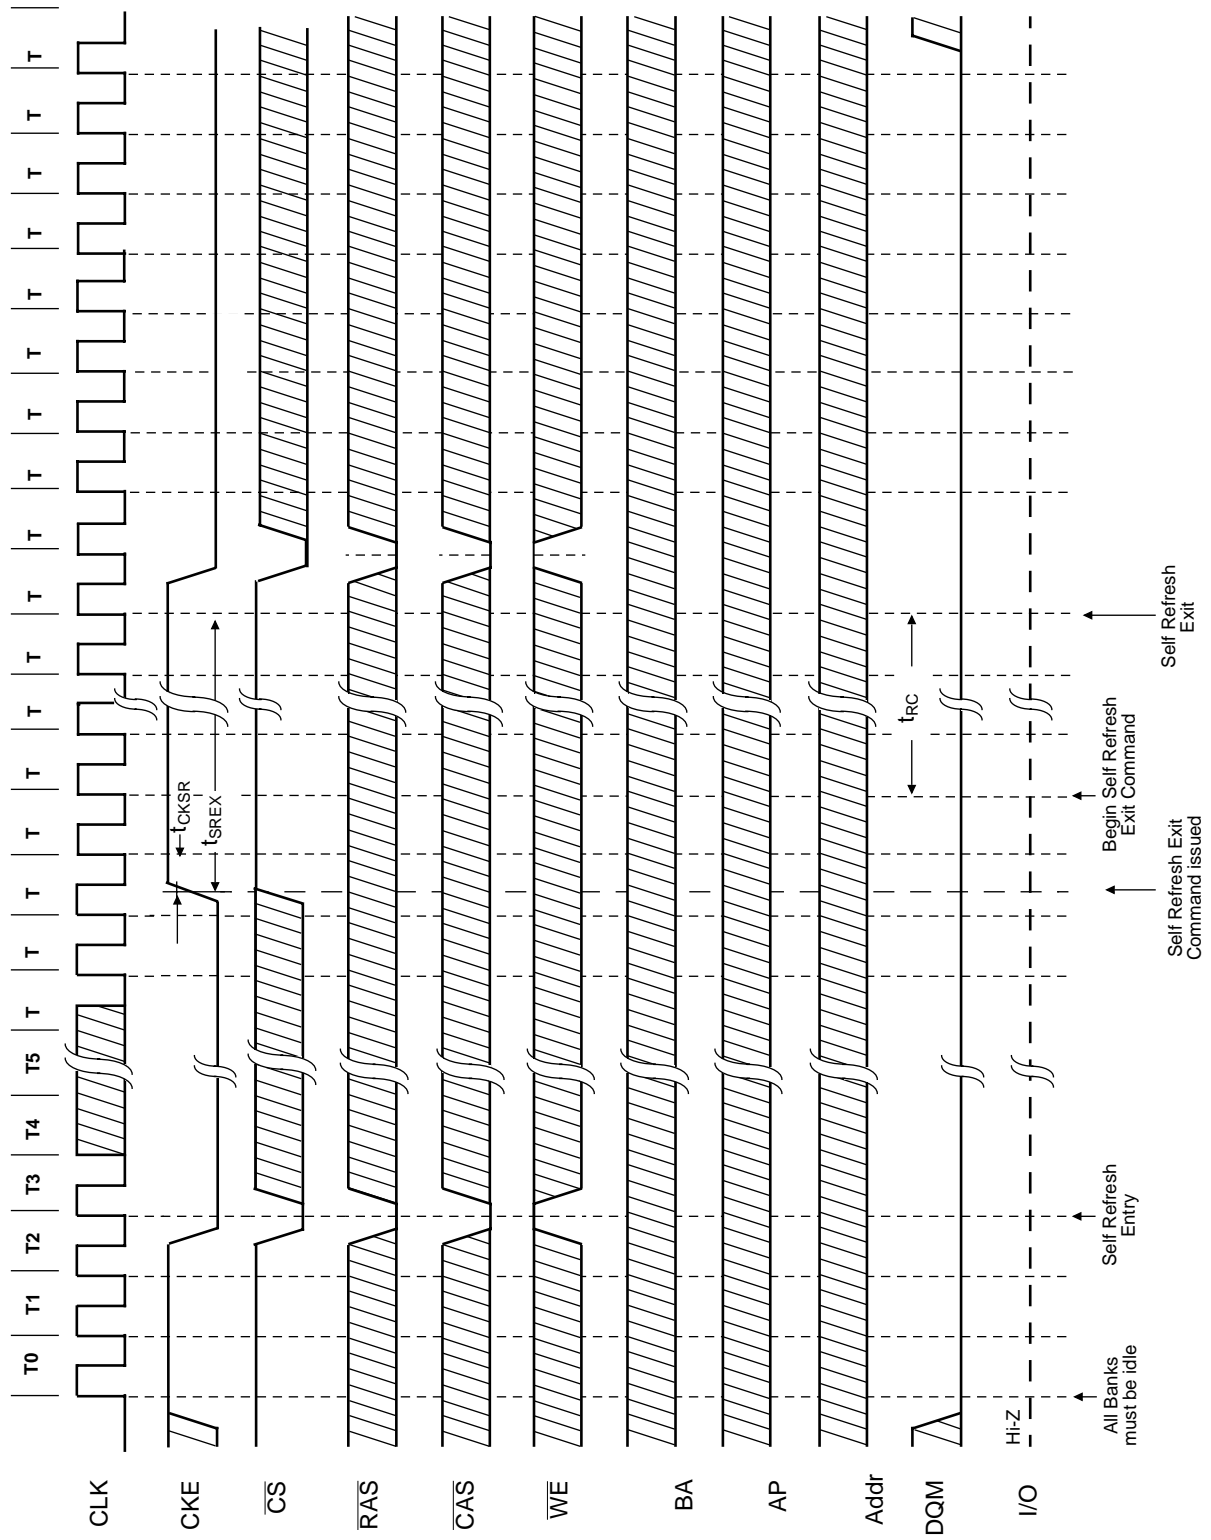 T0 T1 T2 T3 T4 T5 T T T T T T T T T T T T T T T T T
CLK
CKE
tCKSR
tSREX
CS
RAS
CAS
WE
BA
AP
Addr
tRC
DQM
Hi-Z
I/O
All Banks
must be idle
Self Refresh
Entry
Self Refresh Exit
Command issued
Begin Self Refresh
Exit Command
Self Refresh
Exit